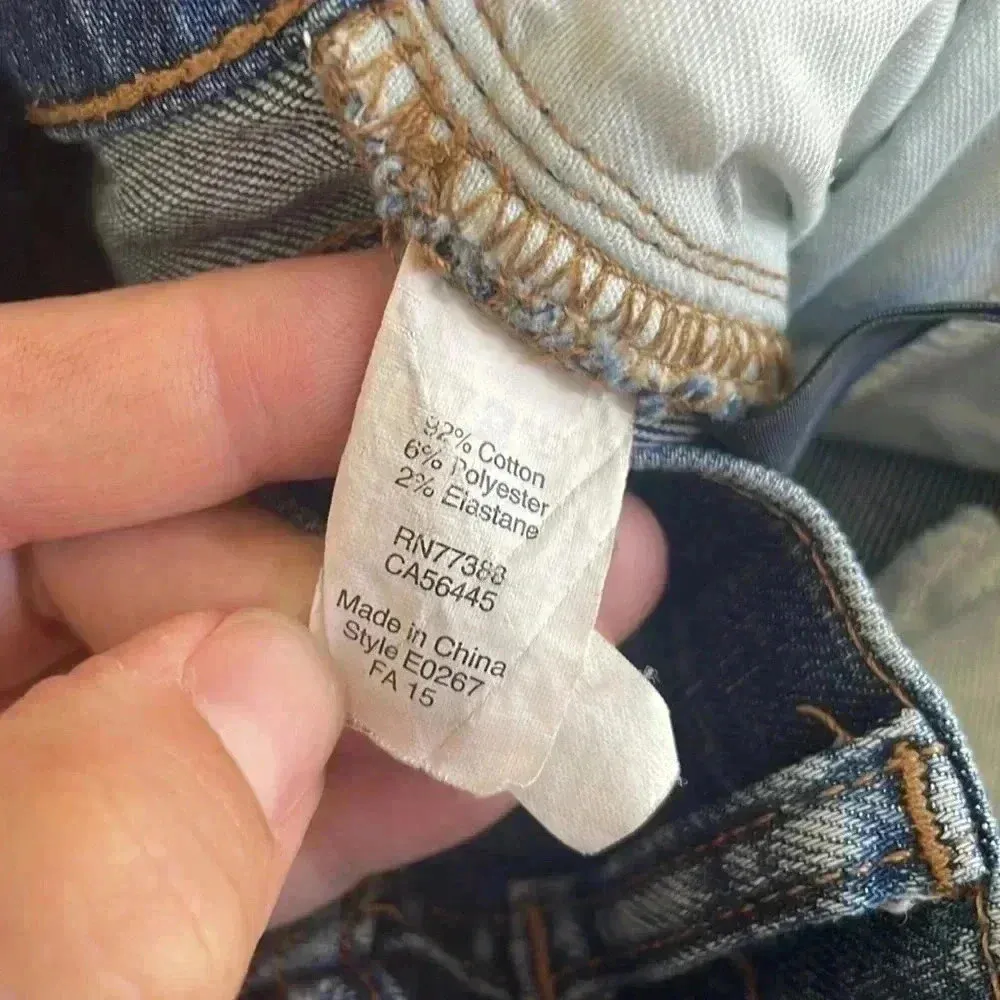 92% Cotton
6% Polyester
2% Elastane
RN77388
CA56445
Made in China
Style E0267
FA 15